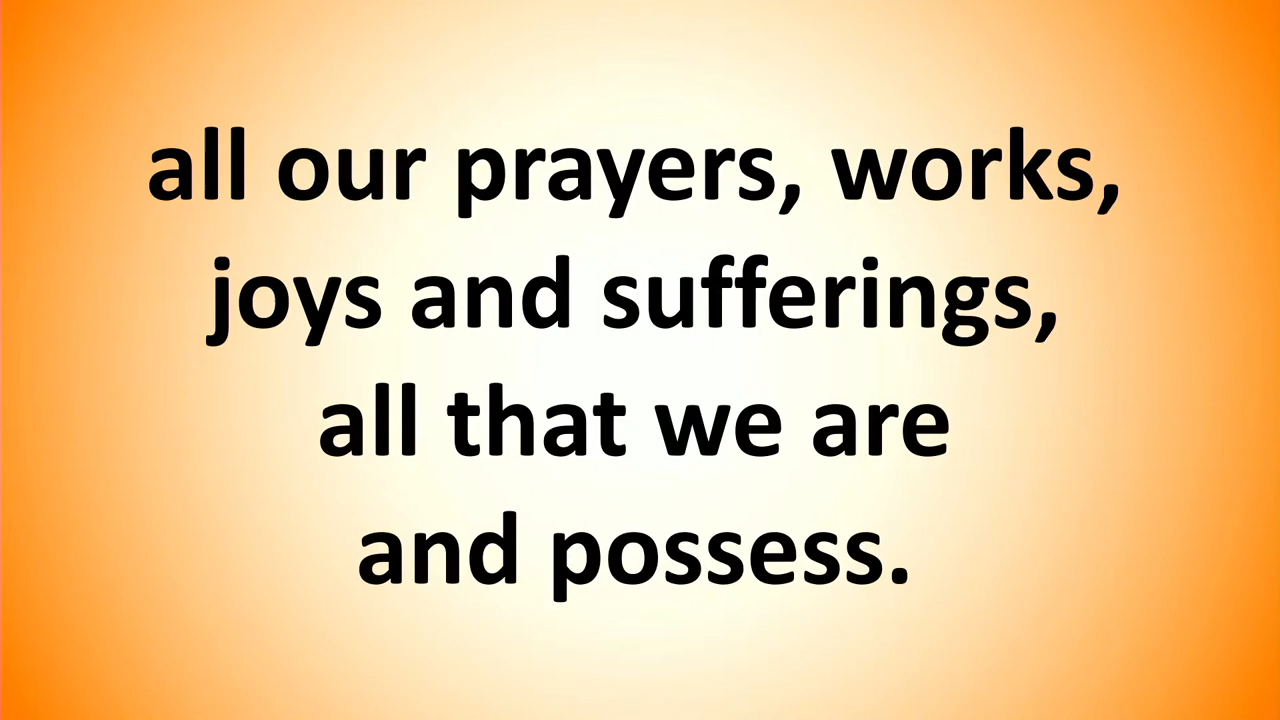 all our prayers, works,
joys and sufferings,
all that we are
and possess.